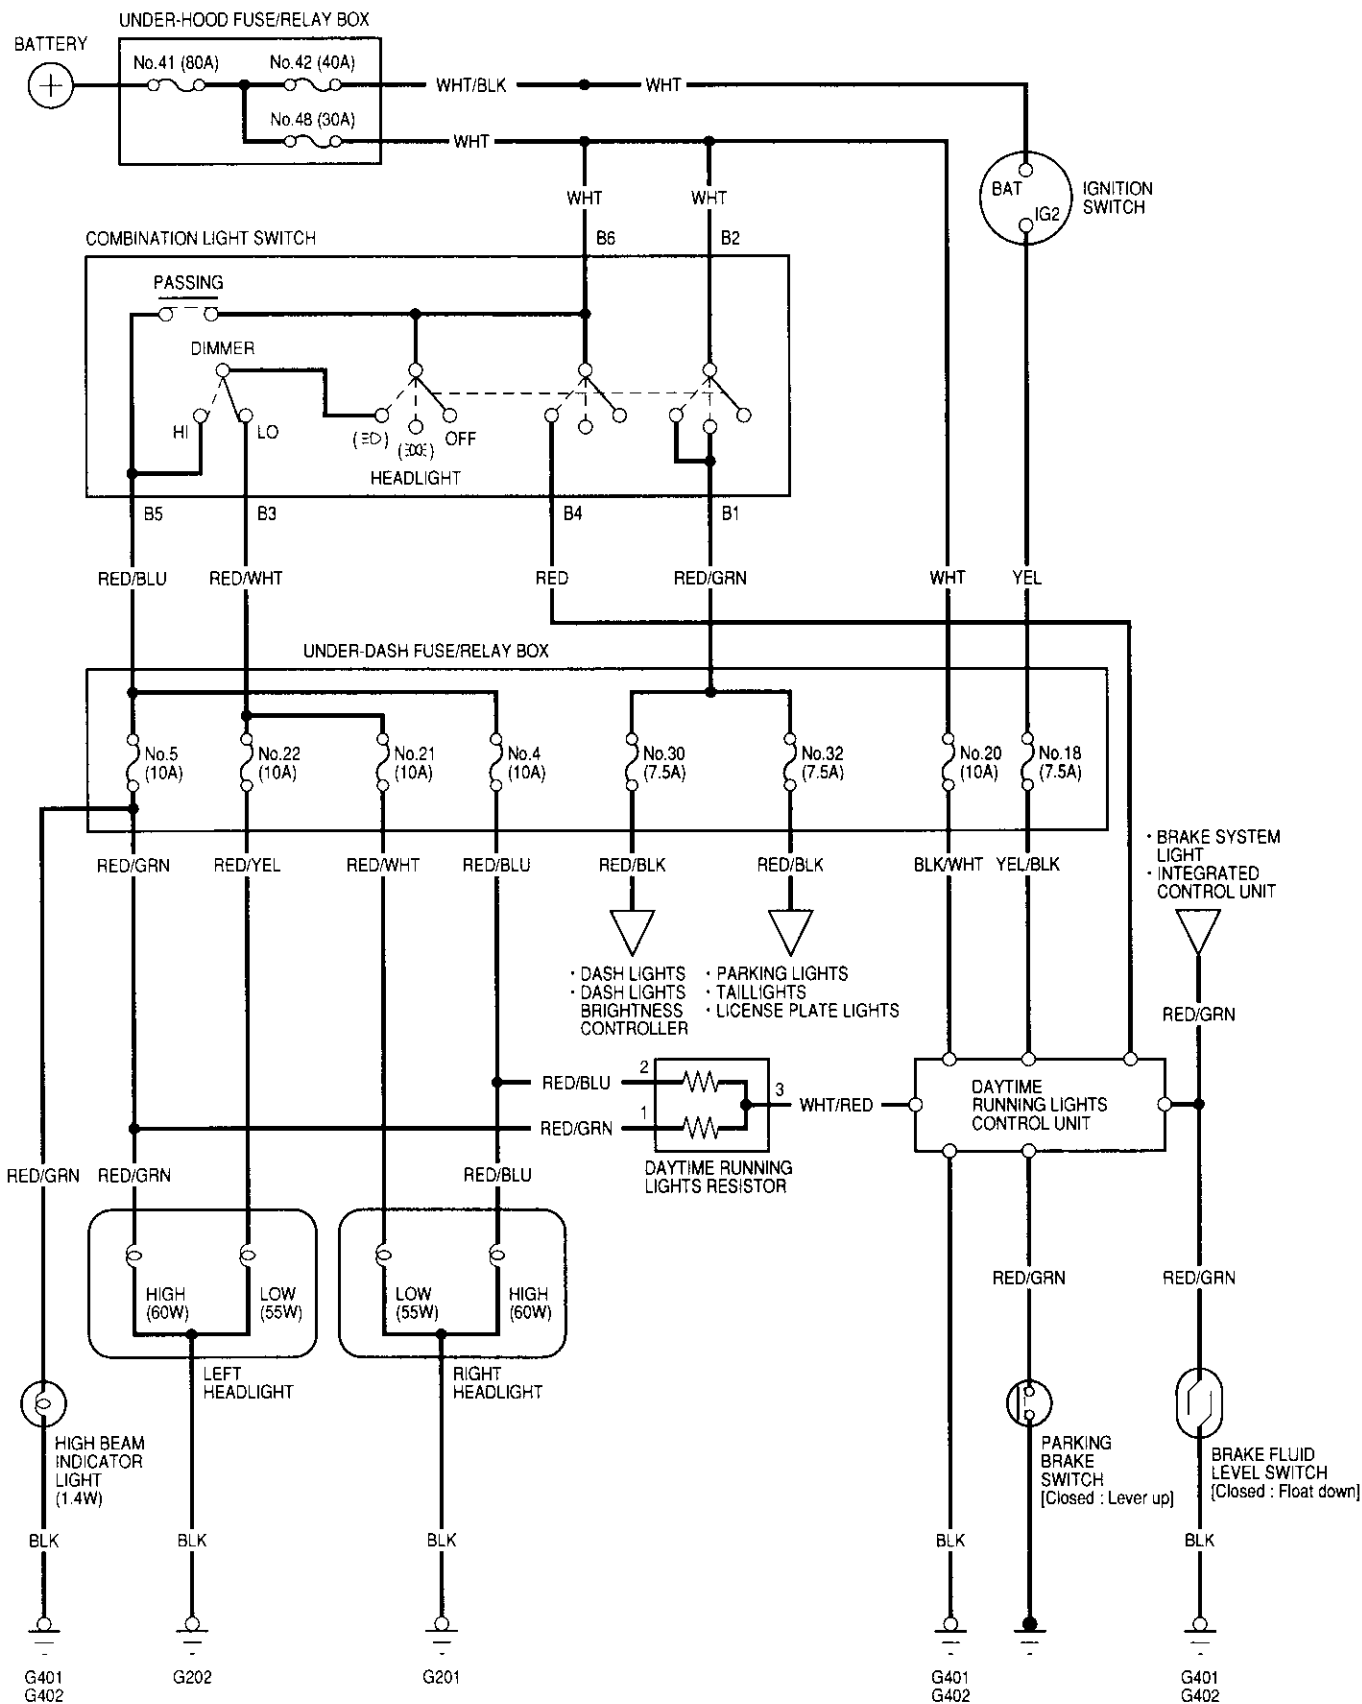 UNDER-HOOD FUSE/RELAY BOX
BATTERY
No.41 (80A)
No.42 (40A)
WHT/BLK
WHT
No.48 (30A)
WHT
WHT
WHT
BAT
IG2
IGNITION
SWITCH
COMBINATION LIGHT SWITCH
B6
B2
PASSING
DIMMER
HI
LO
OFF
HEADLIGHT
B5
B3
B4
B1
RED/BLU
RED/WHT
RED
RED/GRN
WHT
YEL
UNDER-DASH FUSE/RELAY BOX
No.5
(10A)
No.22
(10A)
No.21
(10A)
No.4
(10A)
No.30
(7.5A)
No.32
(7.5A)
No.20
(10A)
No.18
(7.5A)
RED/GRN
RED/YEL
RED/WHT
RED/BLU
RED/BLK
RED/BLK
BLK/WHT
YEL/BLK
• BRAKE SYSTEM
LIGHT
• INTEGRATED
CONTROL UNIT
• DASH LIGHTS
• DASH LIGHTS
BRIGHTNESS
CONTROLLER
• PARKING LIGHTS
• TAILLIGHTS
• LICENSE PLATE LIGHTS
RED/GRN
RED/BLU
2
3
WHT/RED
RED/GRN
1
DAYTIME
RUNNING LIGHTS
CONTROL UNIT
DAYTIME RUNNING
LIGHTS RESISTOR
RED/GRN
RED/GRN
RED/BLU
HIGH
(60W)
LOW
(55W)
LOW
(55W)
HIGH
(60W)
RED/GRN
RED/GRN
LEFT
HEADLIGHT
RIGHT
HEADLIGHT
HIGH BEAM
INDICATOR
LIGHT
(1.4W)
PARKING
BRAKE
SWITCH
[Closed : Lever up]
BRAKE FLUID
LEVEL SWITCH
[Closed : Float down]
BLK
BLK
BLK
BLK
BLK
G401
G402
G202
G201
G401
G402
G401
G402